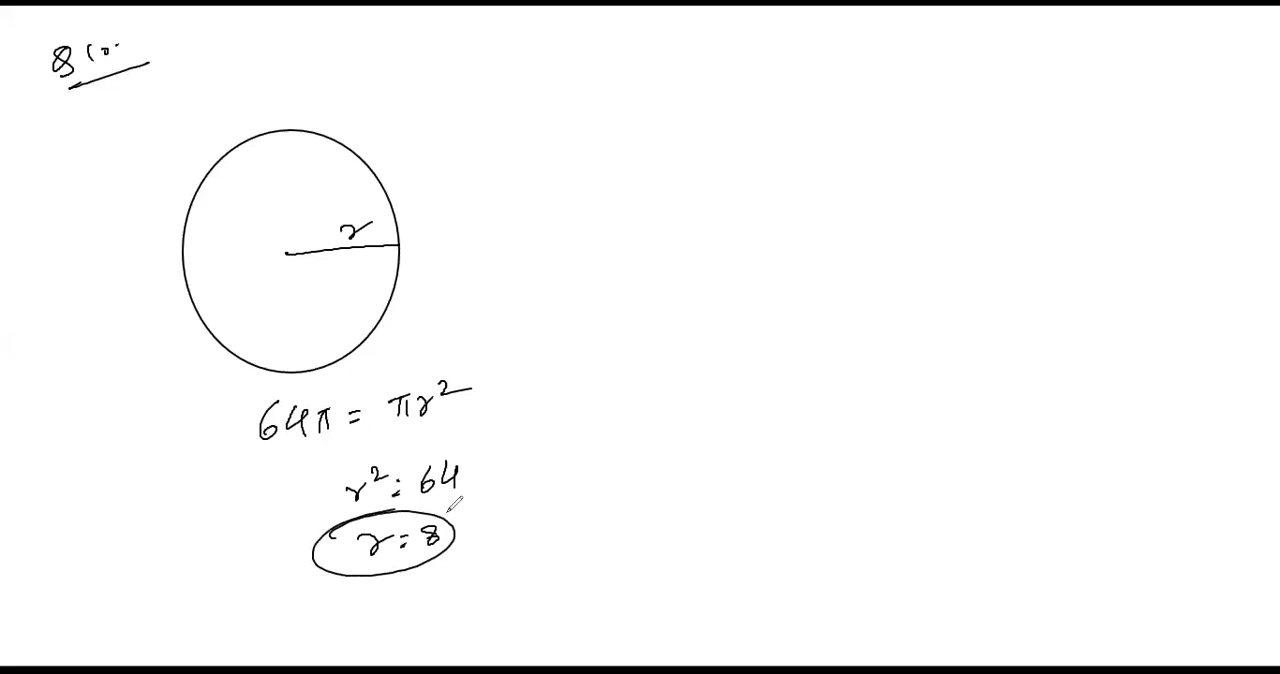 r
64π = πr²
r² = 64
r = 8